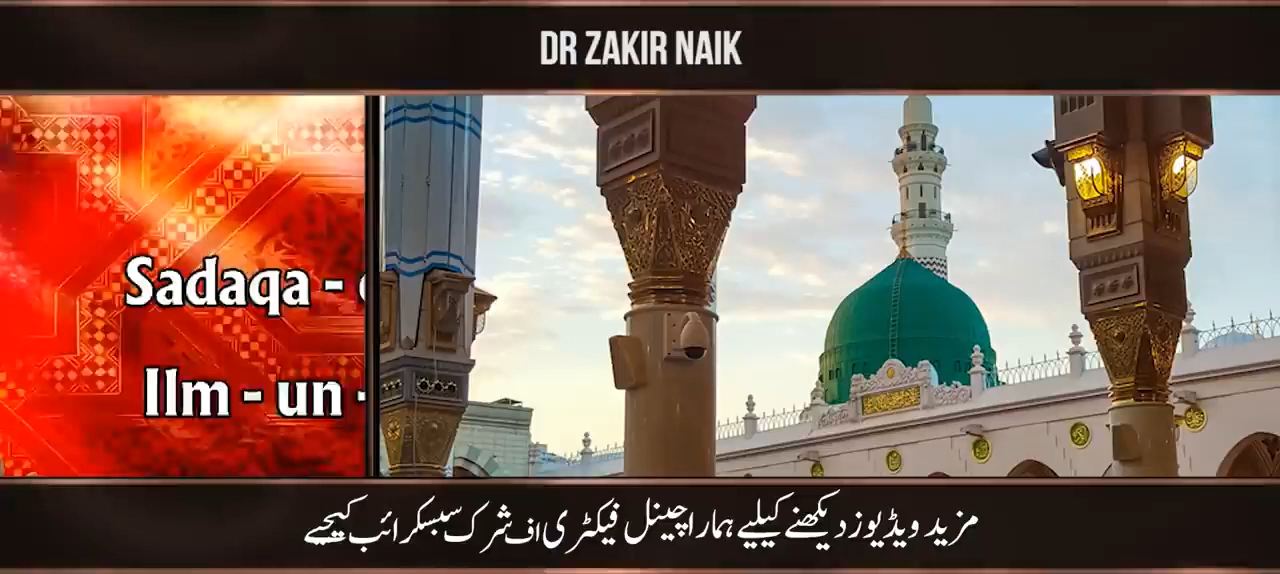 DR ZAKIR NAIK
Sadaqa -
Ilm - un -
مزید ویڈیوز دیکھنے کیلیے ہمارا چینل فیکٹری اف شرک سبسکرائب کیجیے